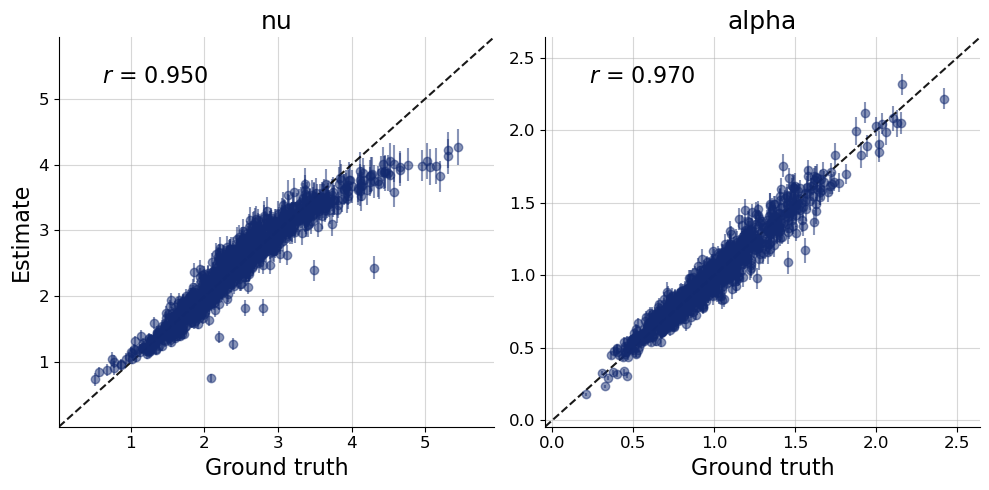 nu
r = 0.950
5
4
3
2
1
Estimate
1 2 3 4 5
Ground truth
alpha
r = 0.970
2.5
2.0
1.5
1.0
0.5
0.0
0.0 0.5 1.0 1.5 2.0 2.5
Ground truth